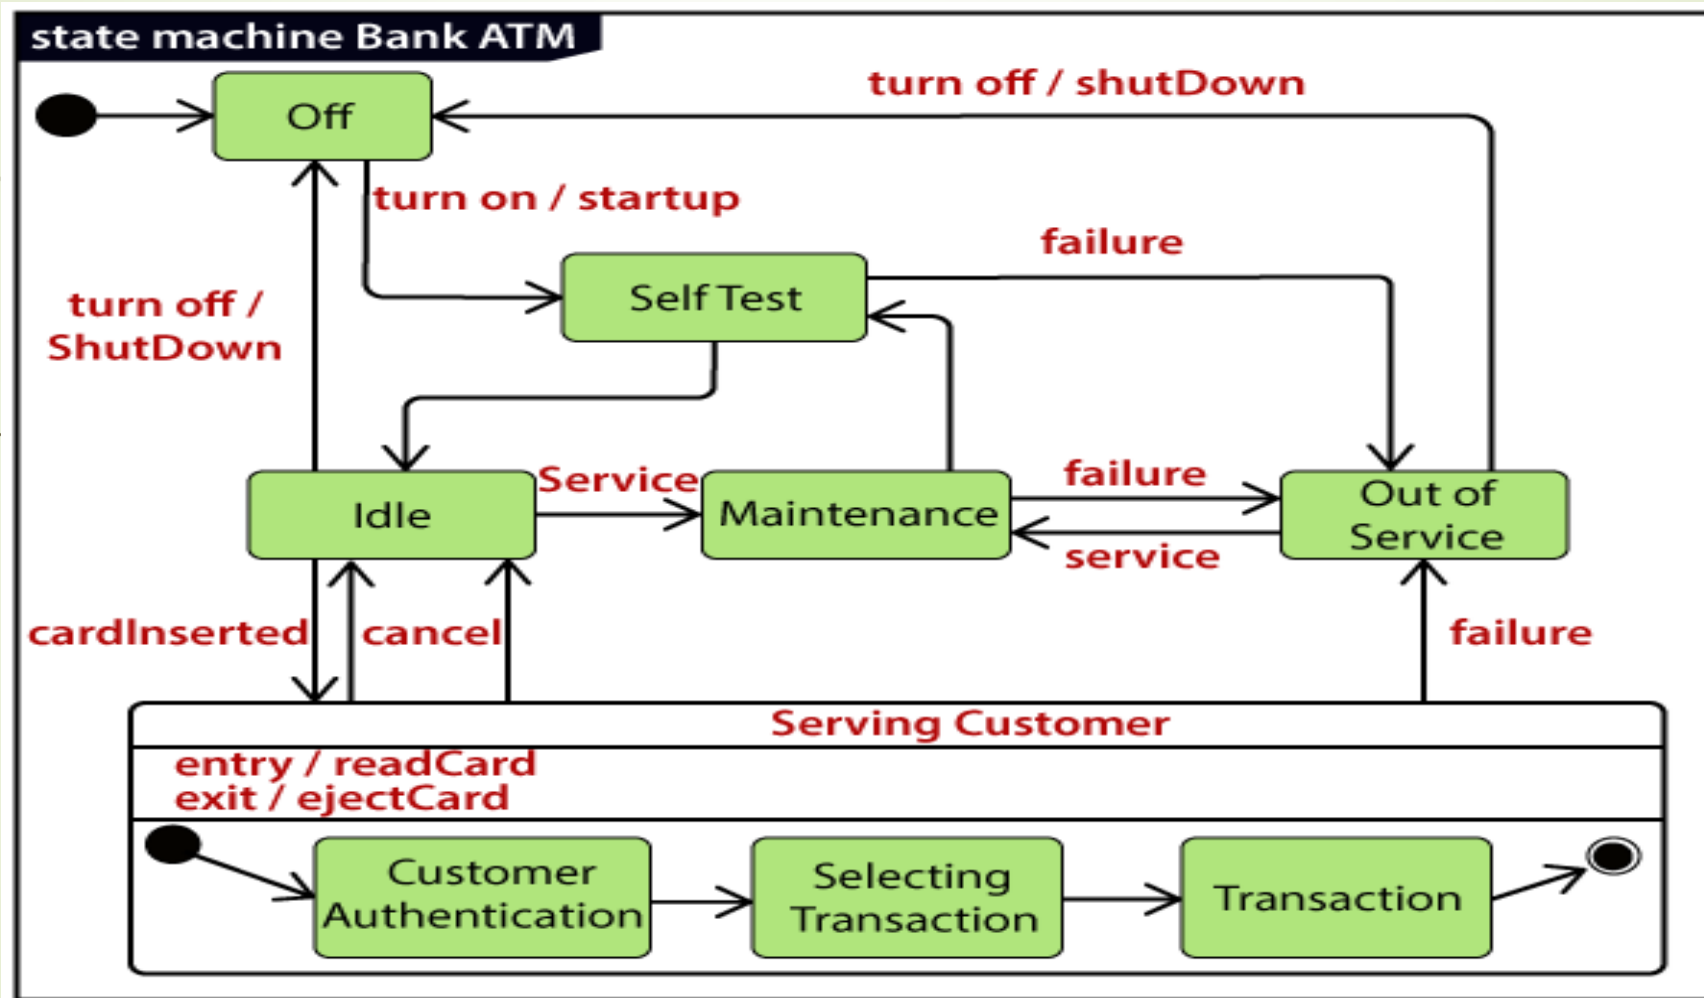 state machine Bank ATM
turn off / shutDown
Off
turn on / startup
failure
Self Test
turn off /
ShutDown
Service
failure
Idle
Maintenance
Out of
Service
service
cardInserted
cancel
failure
Serving Customer
entry / readCard
exit / ejectCard
Customer
Authentication
Selecting
Transaction
Transaction